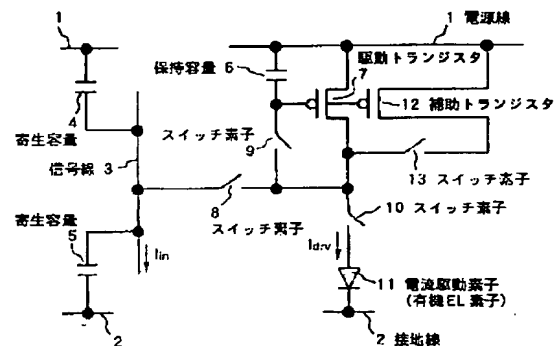 1
1 電源線
保持容量 6
駆動トランジスタ
7
12 補助トランジスタ
4
寄生容量
スイッチ素子
9
信号線 3
13 スイッチ素子
8
スイッチ素子
10 スイッチ素子
寄生容量
5
Iin
Idrv
11 電流駆動素子
(有機EL素子)
2
2 接地線